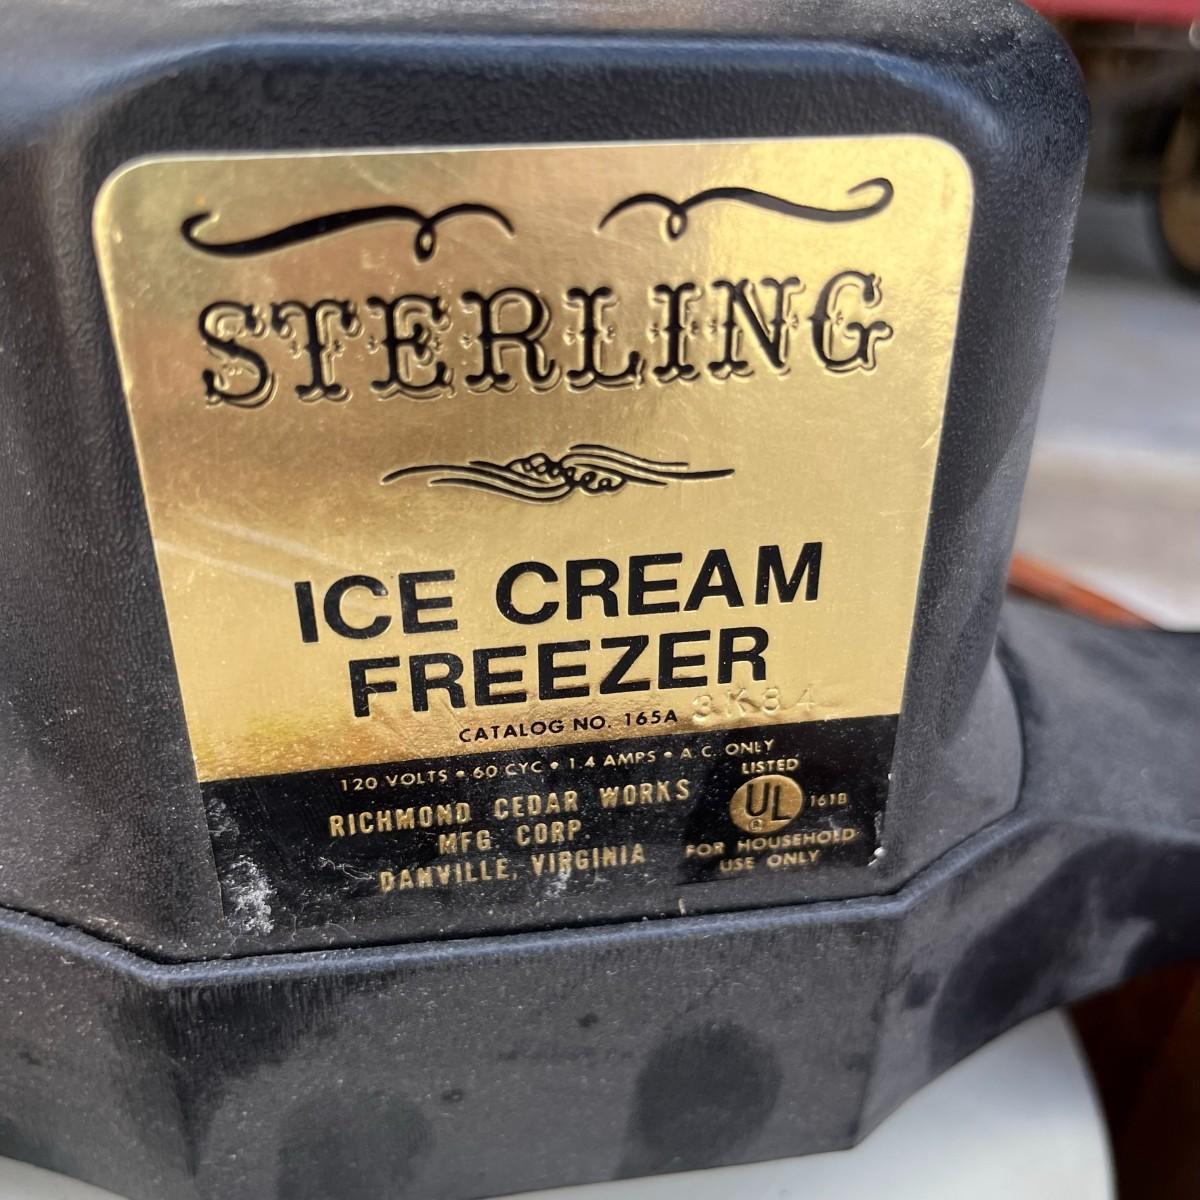 STERLING
ICE CREAM
FREEZER
CATALOG NO. 165A 3K84
120 VOLTS • 60 CYC • 1.4 AMPS • A.C. ONLY
RICHMOND CEDAR WORKS
MFG. CORP.
DANVILLE, VIRGINIA
LISTED
UL 161B
FOR HOUSEHOLD
USE ONLY